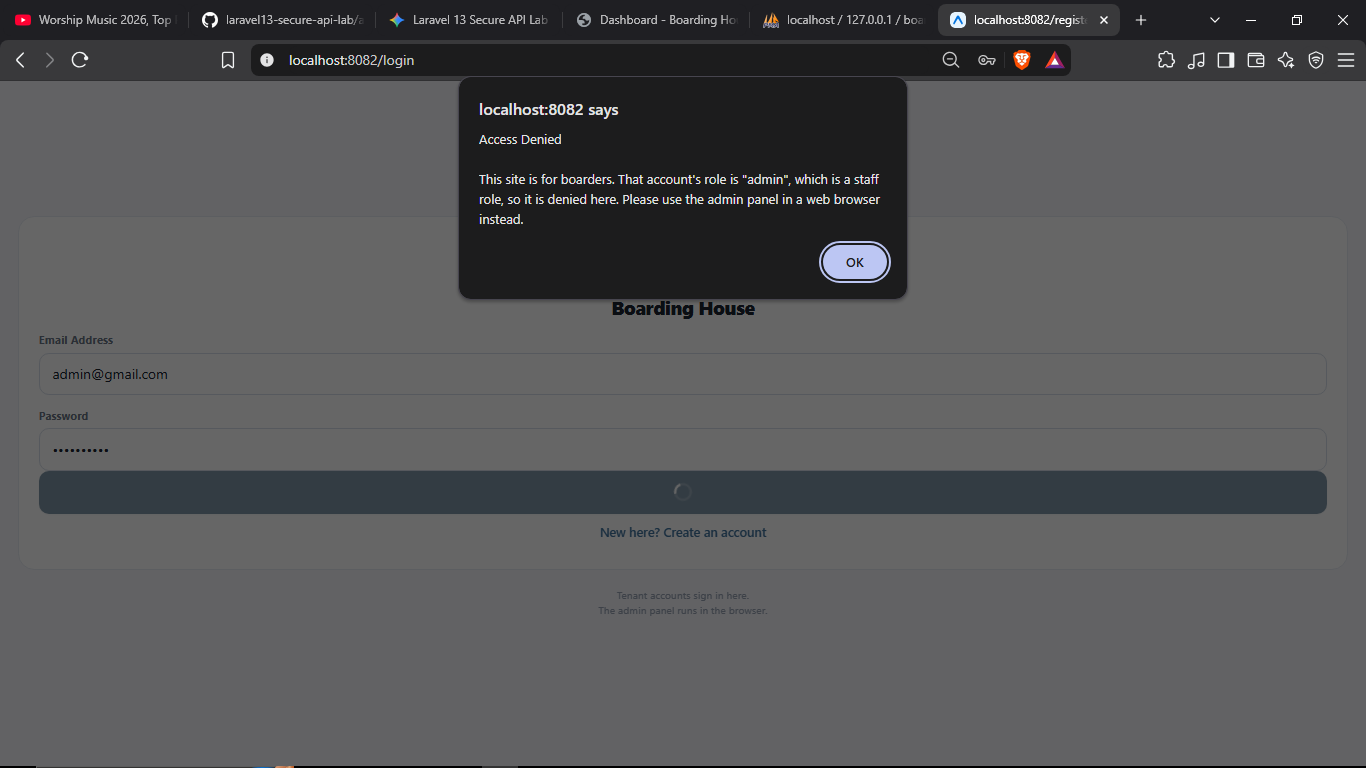 Worship Music 2026, Top
laravel13-secure-api-lab/a
Laravel 13 Secure API Lab
Dashboard - Boarding Ho
localhost / 127.0.0.1 / boa
localhost:8082/regist
localhost:8082/login
localhost:8082 says
Access Denied
This site is for boarders. That account's role is "admin", which is a staff
role, so it is denied here. Please use the admin panel in a web browser
instead.
OK
Boarding House
Email Address
admin@gmail.com
Password
••••••••••
New here? Create an account
Tenant accounts sign in here.
The admin panel runs in the browser.